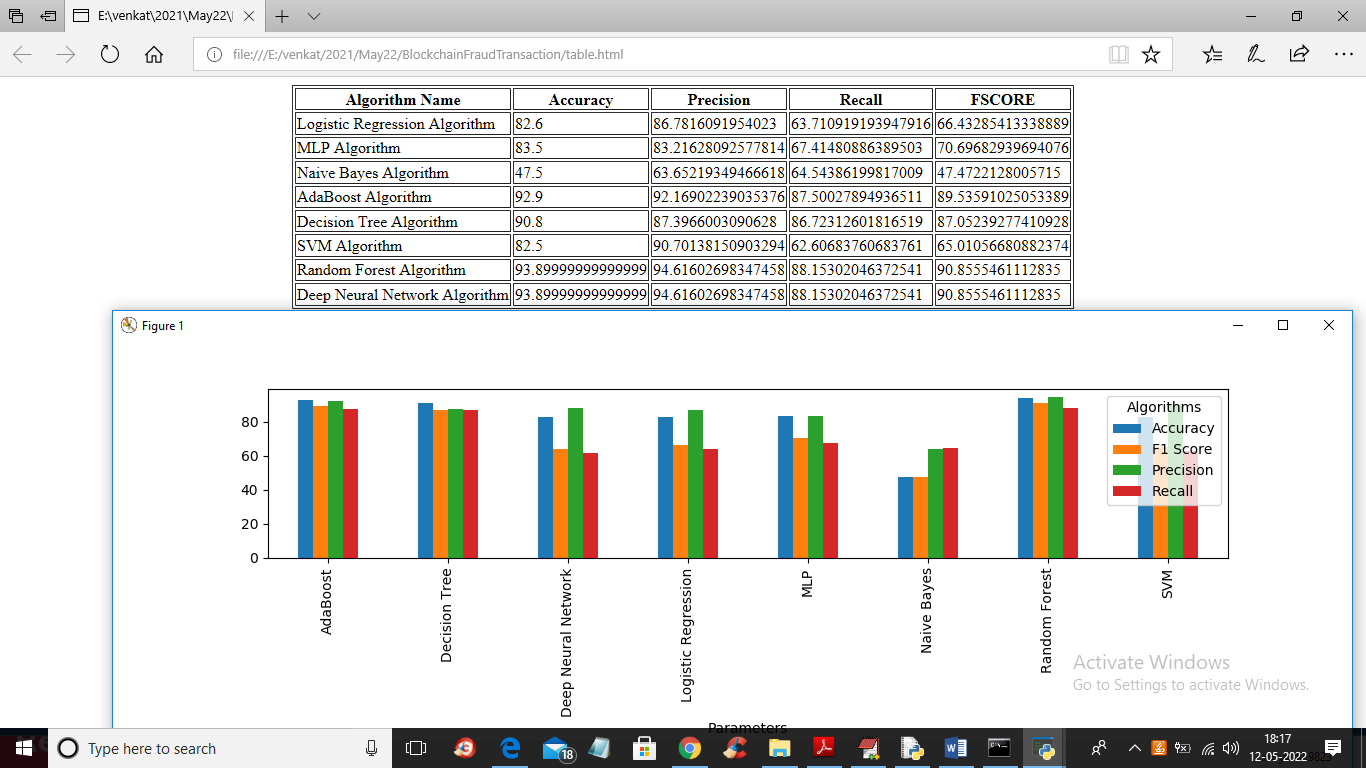 E:\venkat\2021\May22\
file:///E:/venkat/2021/May22/BlockchainFraudTransaction/table.html
Algorithm Name Accuracy Precision Recall FSCORE
Logistic Regression Algorithm 82.6 86.7816091954023 63.710919193947916 66.43285413338889
MLP Algorithm 83.5 83.21628092577814 67.41480886389503 70.69682939694076
Naive Bayes Algorithm 47.5 63.65219349466618 64.54386199817009 47.4722128005715
AdaBoost Algorithm 92.9 92.16902239035376 87.50027894936511 89.53591025053389
Decision Tree Algorithm 90.8 87.3966003090628 86.72312601816519 87.05239277410928
SVM Algorithm 82.5 90.70138150903294 62.60683760683761 65.01056680882374
Random Forest Algorithm 93.89999999999999 94.61602698347458 88.15302046372541 90.8555461112835
Deep Neural Network Algorithm 93.89999999999999 94.61602698347458 88.15302046372541 90.8555461112835
Figure 1
80
60
40
20
0
Algorithms
Accuracy
F1 Score
Precision
Recall
AdaBoost
Decision Tree
Deep Neural Network
Logistic Regression
MLP
Naive Bayes
Random Forest
SVM
Parameters
Activate Windows
Go to Settings to activate Windows.
Type here to search
18
18:17
12-05-2022